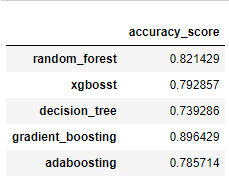 accuracy_score
random_forest 0.821429
xgbosst 0.792857
decision_tree 0.739286
gradient_boosting 0.896429
adaboosting 0.785714